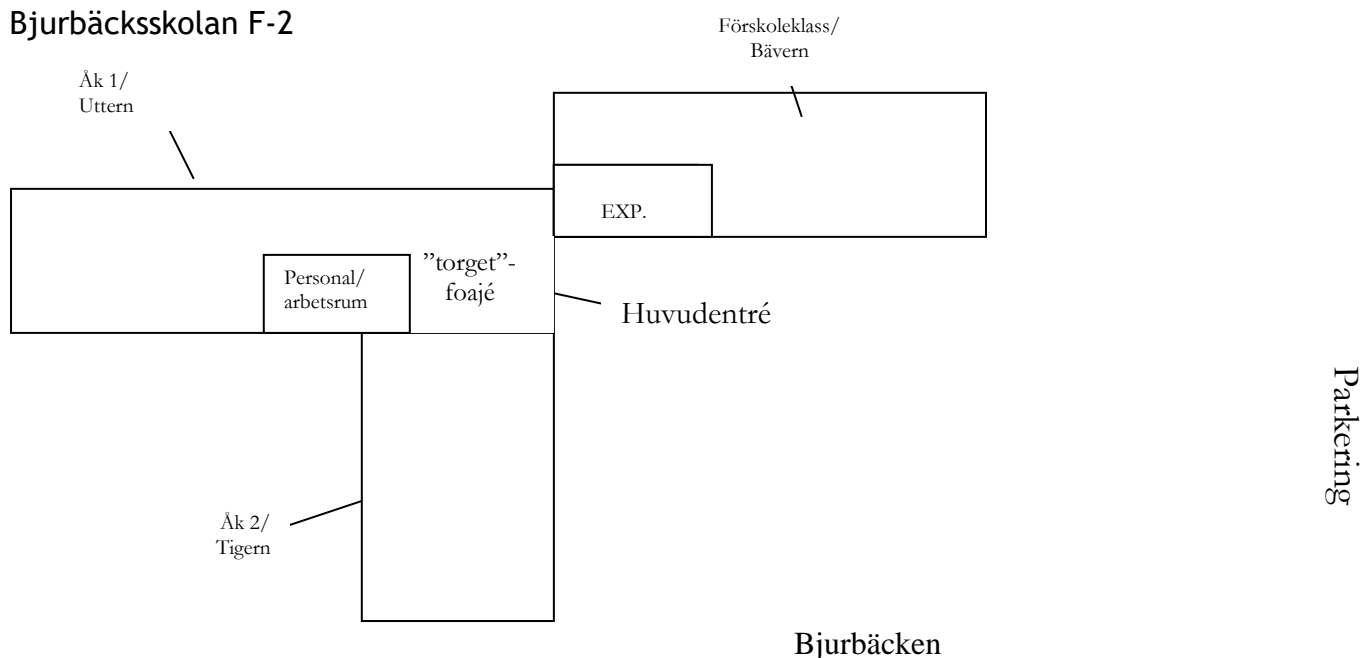 Bjurbäcksskolan F-2
Förskoleklass/
Bävern
Åk 1/
Uttern
EXP.
”torget”-
foajé
Personal/
arbetsrum
Huvudentré
Parkering
Åk 2/
Tigern
Bjurbäcken